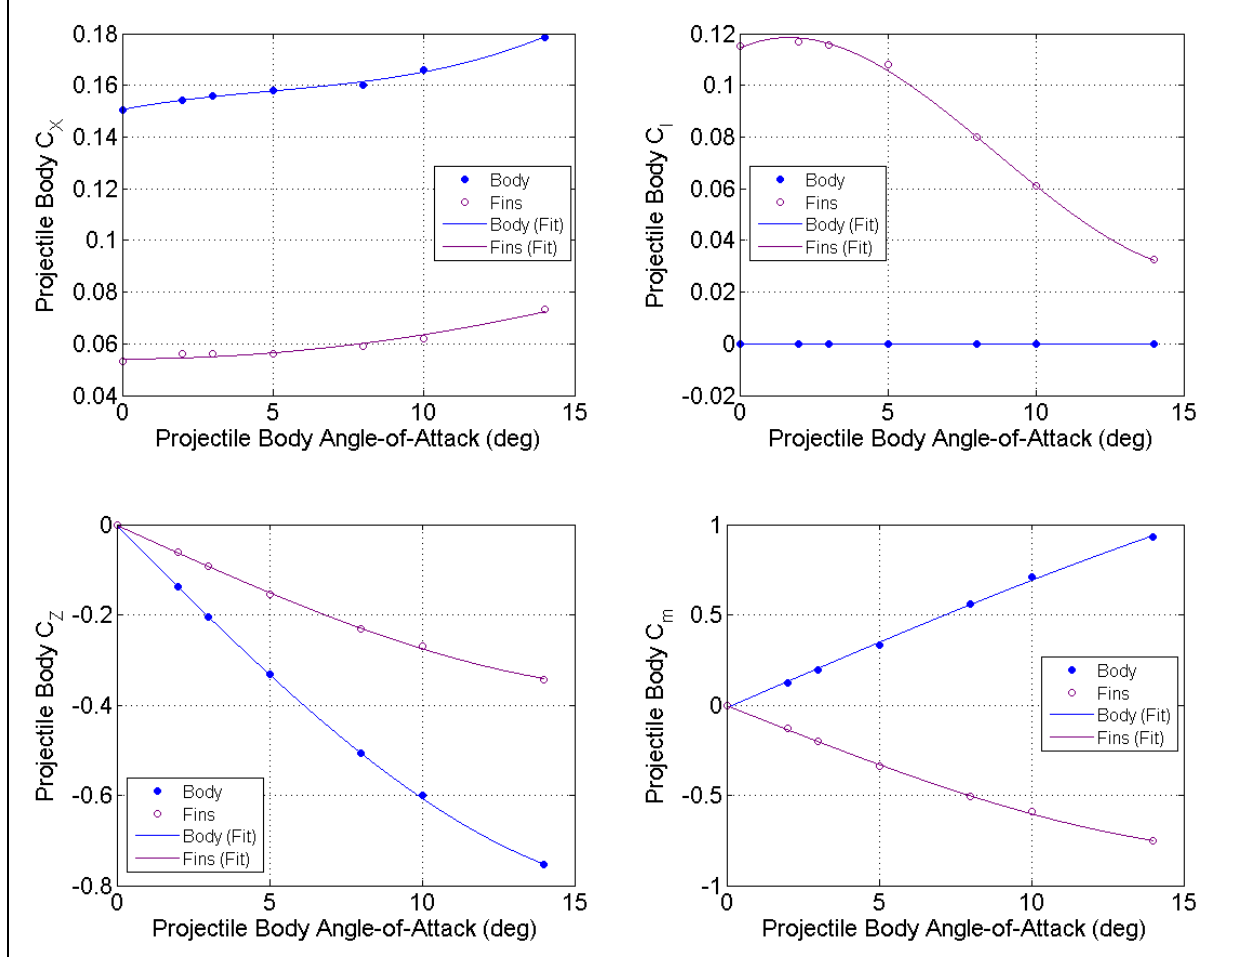 0.18
0.16
0.14
0.12
0.1
0.08
0.06
0.04
0
5
10
15
Projectile Body C_X
Projectile Body Angle-of-Attack (deg)
Body
Fins
Body (Fit)
Fins (Fit)
0.12
0.1
0.08
0.06
0.04
0.02
0
-0.02
0
5
10
15
Projectile Body C_l
Projectile Body Angle-of-Attack (deg)
Body
Fins
Body (Fit)
Fins (Fit)
0
-0.2
-0.4
-0.6
-0.8
0
5
10
15
Projectile Body C_Z
Projectile Body Angle-of-Attack (deg)
Body
Fins
Body (Fit)
Fins (Fit)
1
0.5
0
-0.5
-1
0
5
10
15
Projectile Body C_m
Projectile Body Angle-of-Attack (deg)
Body
Fins
Body (Fit)
Fins (Fit)